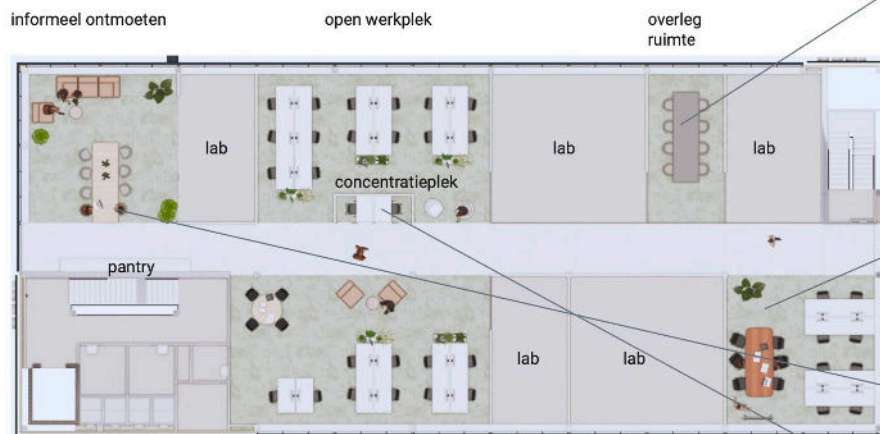 informeel ontmoeten
open werkplek
overleg
ruimte
lab
lab
lab
concentratieplek
pantry
lab
lab